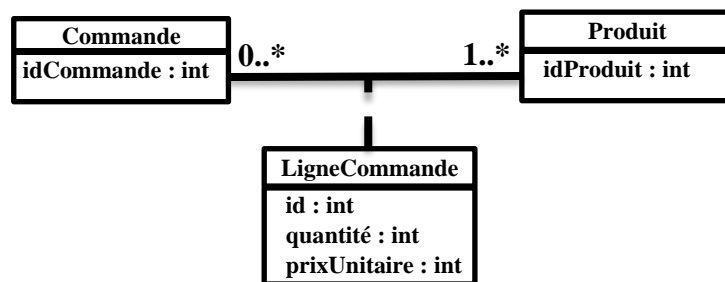 Commande
idCommande : int
0..*
1..*
Produit
idProduit : int
LigneCommande
id : int
quantité : int
prixUnitaire : int